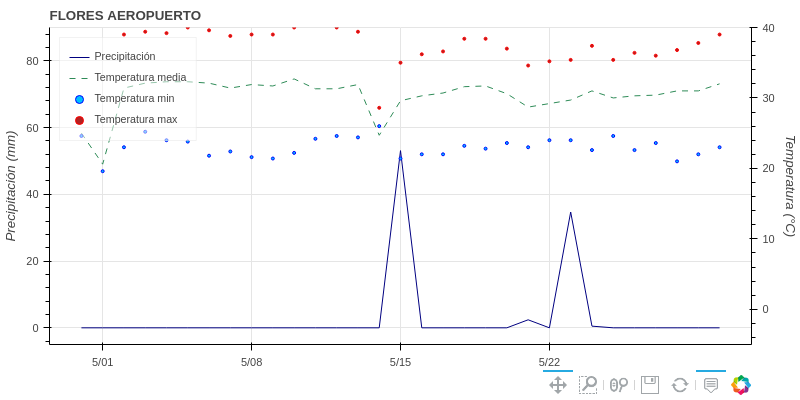 FLORES AEROPUERTO
Precipitación
Temperatura media
Temperatura min
Temperatura max
Precipitación (mm)
80
60
40
20
0
Temperatura (°C)
40
30
20
10
0
5/01
5/08
5/15
5/22